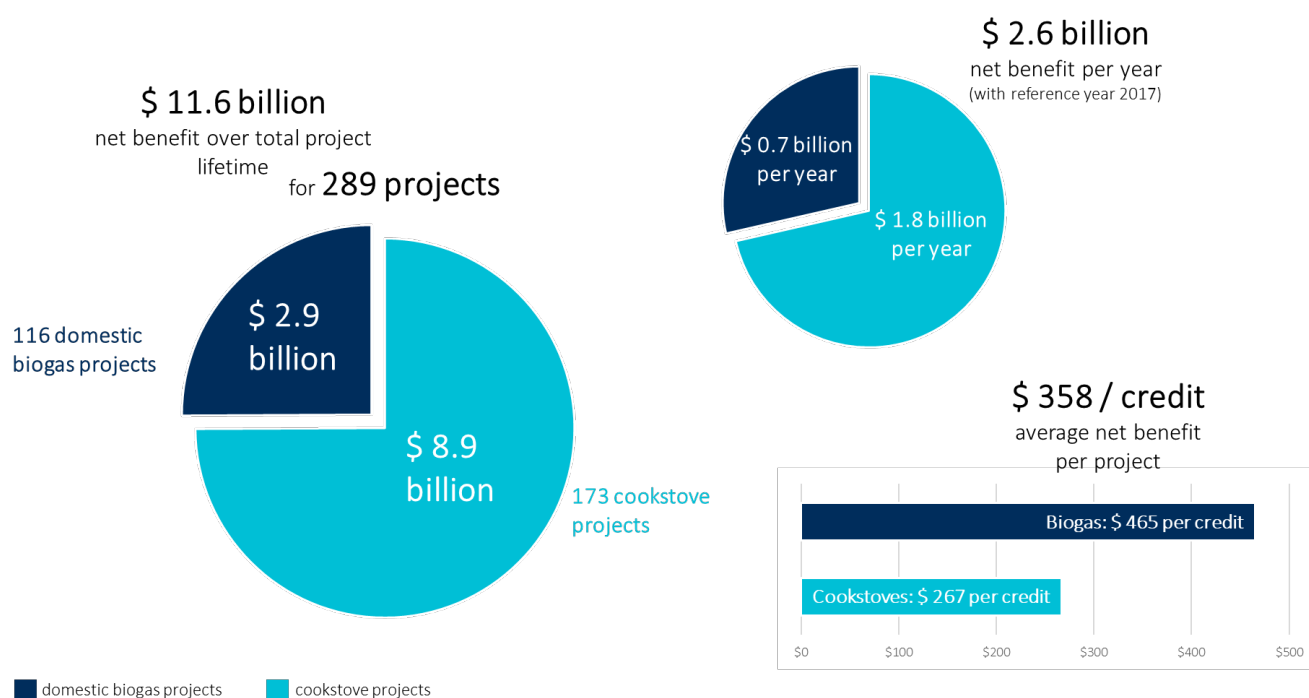 $ 11.6 billion
net benefit over total project
lifetime
for 289 projects
$ 2.9
billion
116 domestic
biogas projects
$ 8.9
billion
173 cookstove
projects
domestic biogas projects
cookstove projects
$ 2.6 billion
net benefit per year
(with reference year 2017)
$ 0.7 billion
per year
$ 1.8 billion
per year
$ 358 / credit
average net benefit
per project
Biogas: $ 465 per credit
Cookstoves: $ 267 per credit
$0 $100 $200 $300 $400 $500